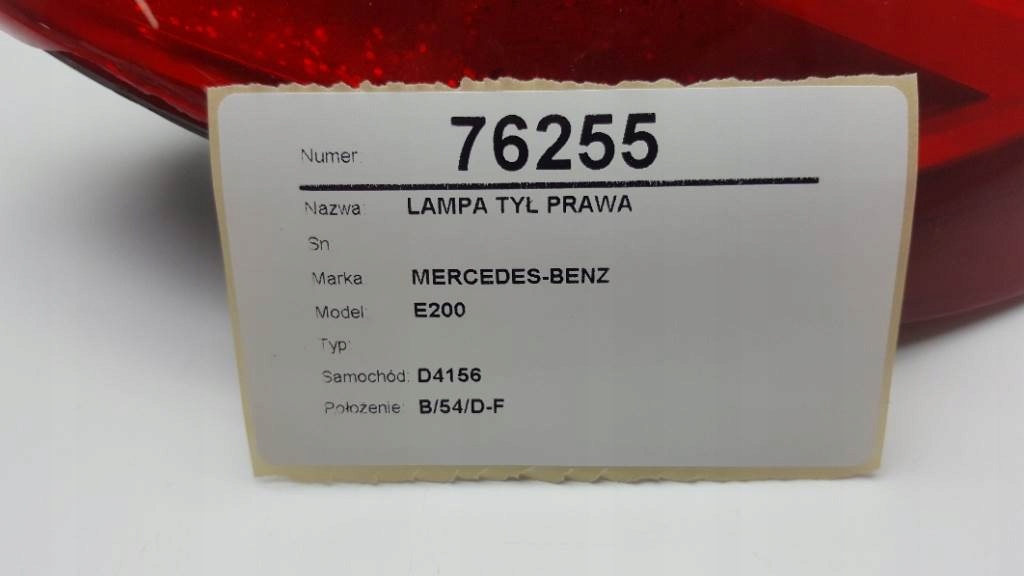 Numer: 76255
Nazwa: LAMPA TYŁ PRAWA
Sn
Marka MERCEDES-BENZ
Model: E200
Typ:
Samochód: D4156
Położenie: B/54/D-F